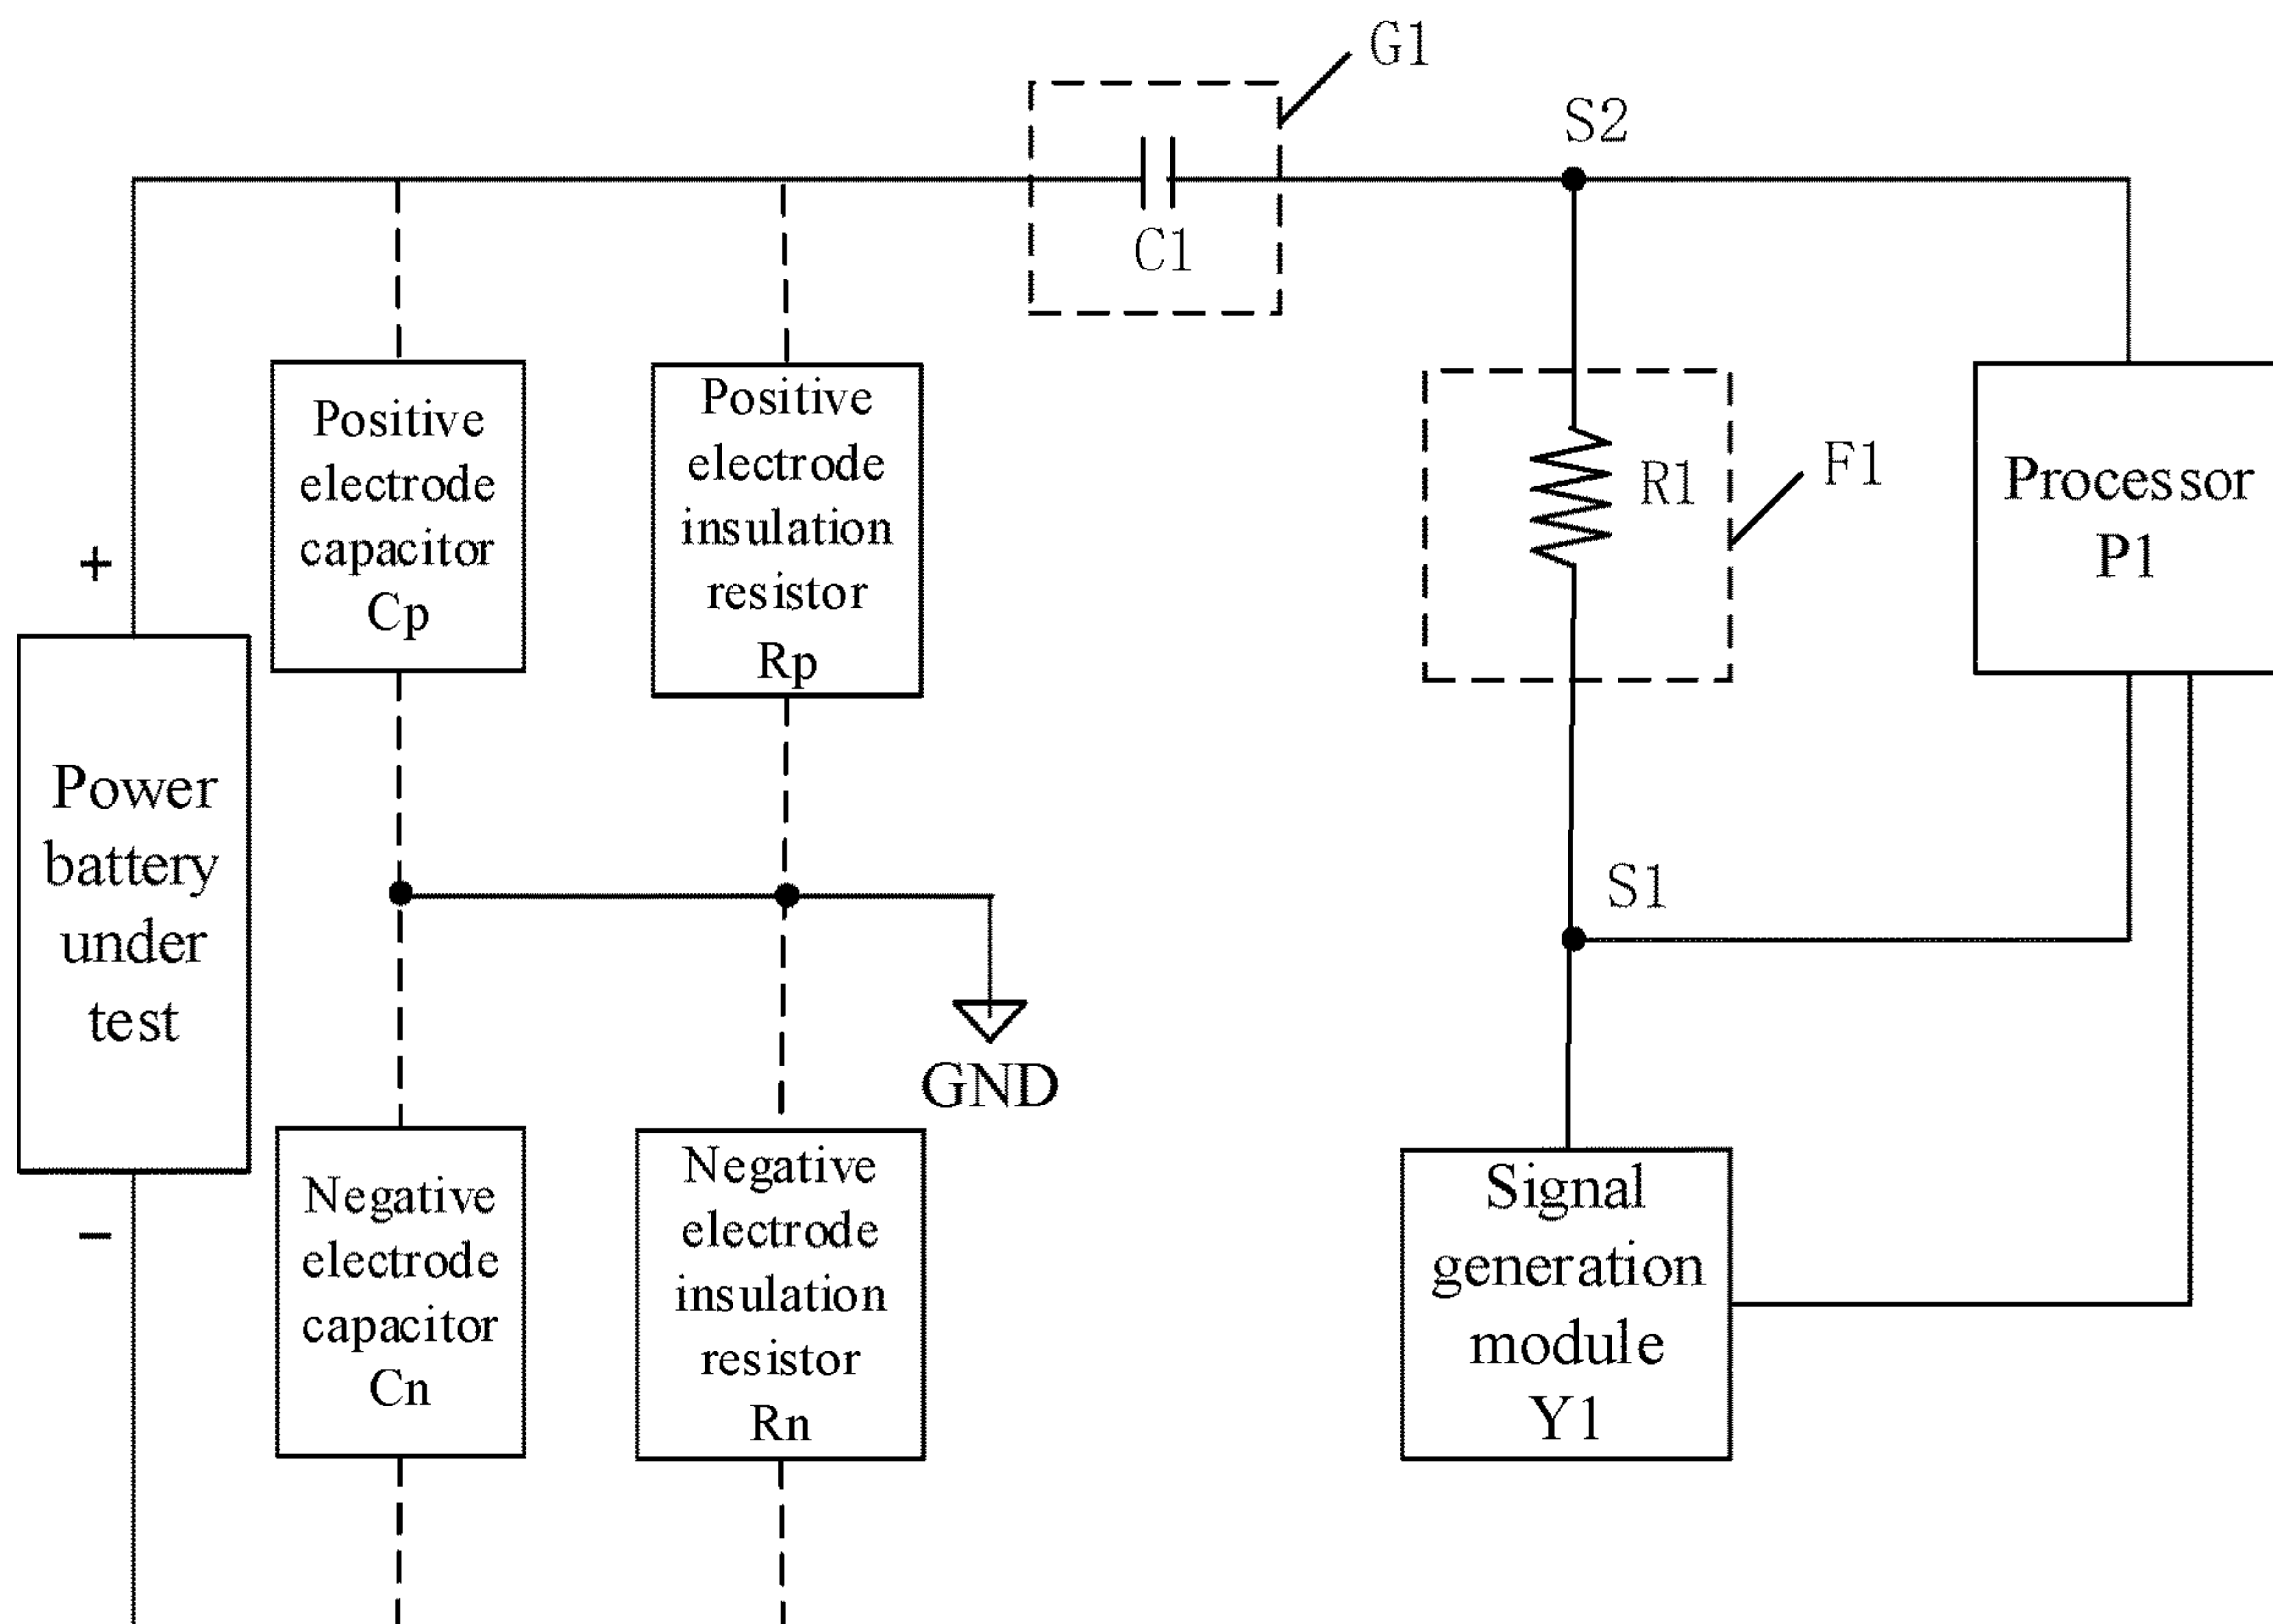 G1
S2
C1
Positive
electrode
capacitor
Cp
Positive
electrode
insulation
resistor
Rp
R1
F1
Processor
P1
+
Power
battery
under
test
S1
GND
−
Negative
electrode
capacitor
Cn
Negative
electrode
insulation
resistor
Rn
Signal
generation
module
Y1